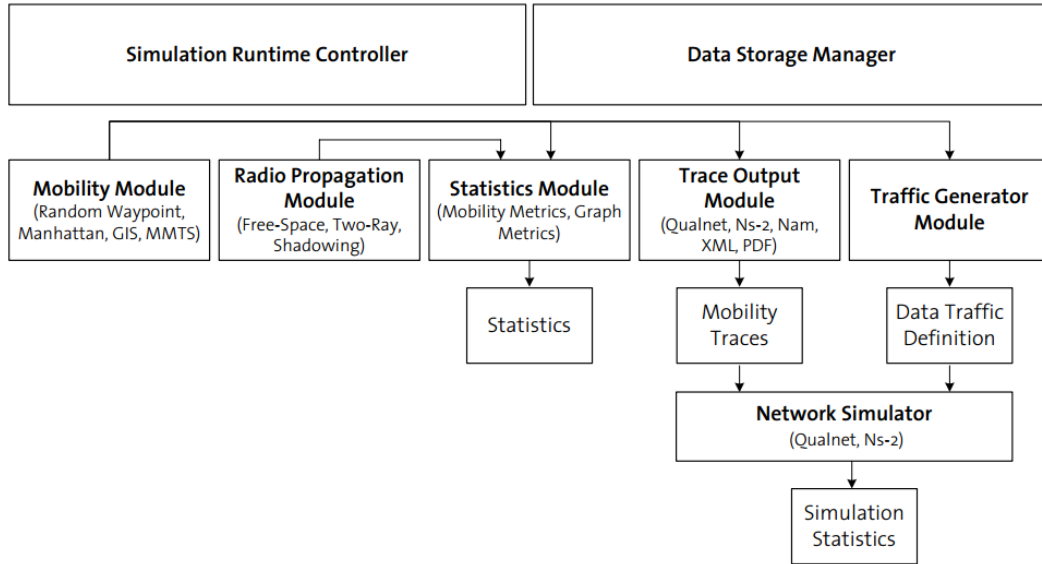 Simulation Runtime Controller
Data Storage Manager
Mobility Module
(Random Waypoint,
Manhattan, GIS, MMTS)
Radio Propagation
Module
(Free-Space, Two-Ray,
Shadowing)
Statistics Module
(Mobility Metrics, Graph
Metrics)
Trace Output
Module
(Qualnet, Ns-2, Nam,
XML, PDF)
Traffic Generator
Module
Statistics
Mobility
Traces
Data Traffic
Definition
Network Simulator
(Qualnet, Ns-2)
Simulation
Statistics